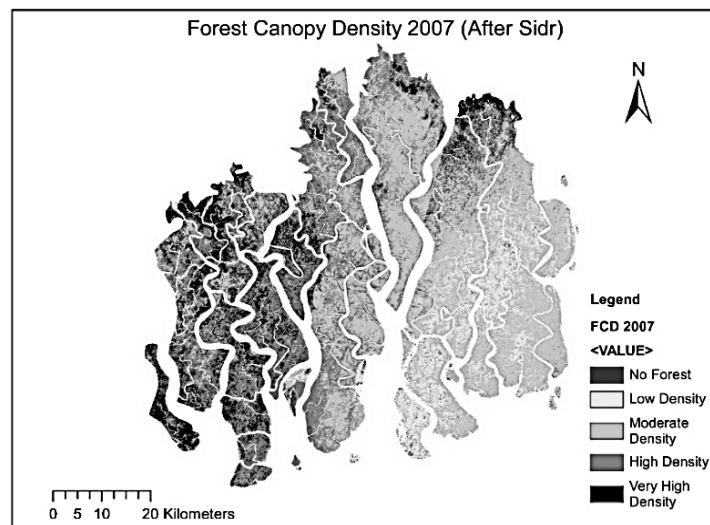 Forest Canopy Density 2007 (After Sidr)
N
Legend
FCD 2007
<VALUE>
No Forest
Low Density
Moderate
Density
High Density
Very High
Density
0 5 10 20 Kilometers